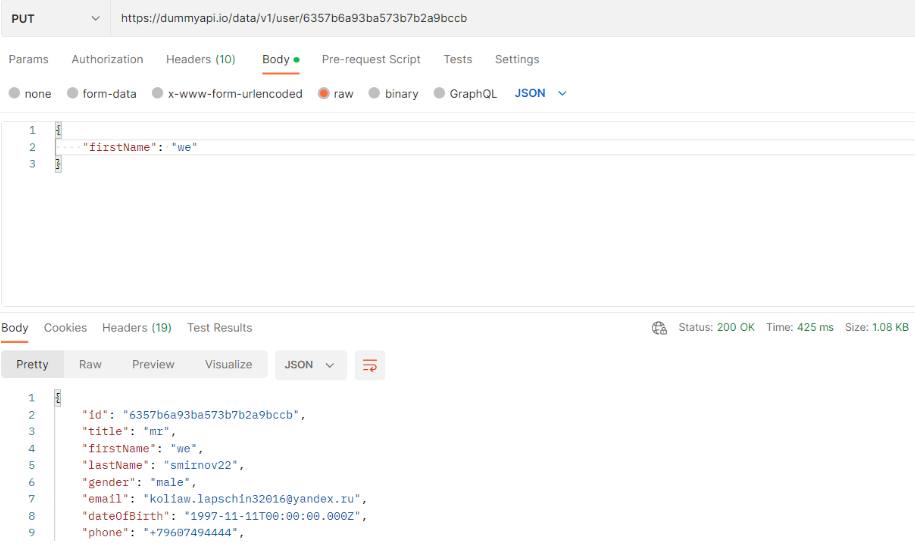 PUT https://dummyapi.io/data/v1/user/6357b6a93ba573b7b2a9bccb
Params Authorization Headers (10) Body Pre-request Script Tests Settings
none form-data x-www-form-urlencoded raw binary GraphQL JSON
1 {
2 "firstName": "we"
3 }
Body Cookies Headers (19) Test Results Status: 200 OK Time: 425 ms Size: 1.08 KB
Pretty Raw Preview Visualize JSON
1 {
2 "id": "6357b6a93ba573b7b2a9bccb",
3 "title": "mr",
4 "firstName": "we",
5 "lastName": "smirnov22",
6 "gender": "male",
7 "email": "koliaw.lapschin32016@yandex.ru",
8 "dateOfBirth": "1997-11-11T00:00:00.000Z",
9 "phone": "+79607494444",